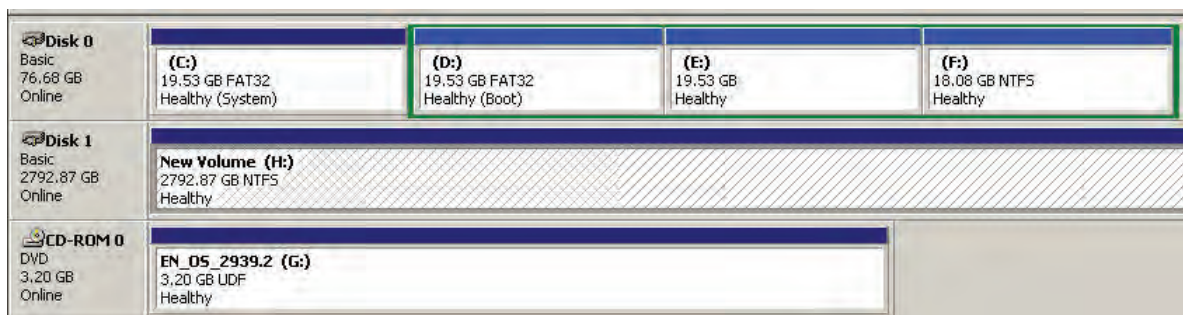 Disk 0
Basic
76.68 GB
Online
(C:)
19.53 GB FAT32
Healthy (System)
(D:)
19.53 GB FAT32
Healthy (Boot)
(E:)
19.53 GB
Healthy
(F:)
18.08 GB NTFS
Healthy
Disk 1
Basic
2792.87 GB
Online
New Volume (H:)
2792.87 GB NTFS
Healthy
CD-ROM 0
DVD
3.20 GB
Online
EN_OS_2939.2 (G:)
3.20 GB UDF
Healthy